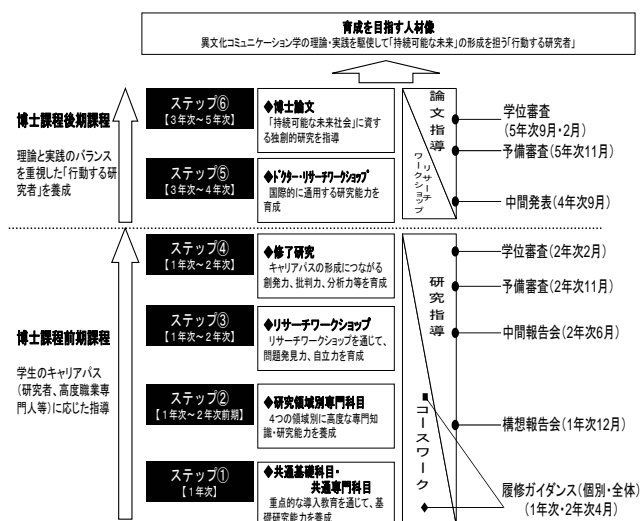 育成を目指す人材像
異文化コミュニケーション学の理論・実践を駆使して「持続可能な未来」の形成を担う「行動する研究者」
博士課程後期課程
理論と実践のバランス
を重視した「行動する研
究者」を養成
ステップ⑥
【3年次～5年次】
◆博士論文
「持続可能な未来社会」に資す
る独創的研究を指導
ステップ⑤
【3年次～4年次】
◆ドクター・リサーチワークショップ
国際的に通用する研究能力を
育成
論文指導
リサーチ
ワークショップ
学位審査
(5年次9月・2月)
予備審査(5年次11月)
中間発表(4年次9月)
博士課程前期課程
学生のキャリアパス
(研究者、高度職業専
門人等)に応じた指導
ステップ④
【1年次～2年次】
◆修了研究
キャリアパスの形成につながる
創発力、批判力、分析力等を育成
ステップ③
【1年次～2年次】
◆リサーチワークショップ
リサーチワークショップを通じて、
問題発見力、自立力を育成
ステップ②
【1年次～2年次前期】
◆研究領域別専門科目
4つの領域別に高度な専門知
識・研究能力を養成
ステップ①
【1年次】
◆共通基礎科目・
共通専門科目
重点的な導入教育を通じて、基
礎研究能力を養成
研究指導
コースワーク
学位審査(2年次2月)
予備審査(2年次11月)
中間報告会(2年次6月)
構想報告会(1年次12月)
履修ガイダンス(個別・全体)
(1年次・2年次4月)